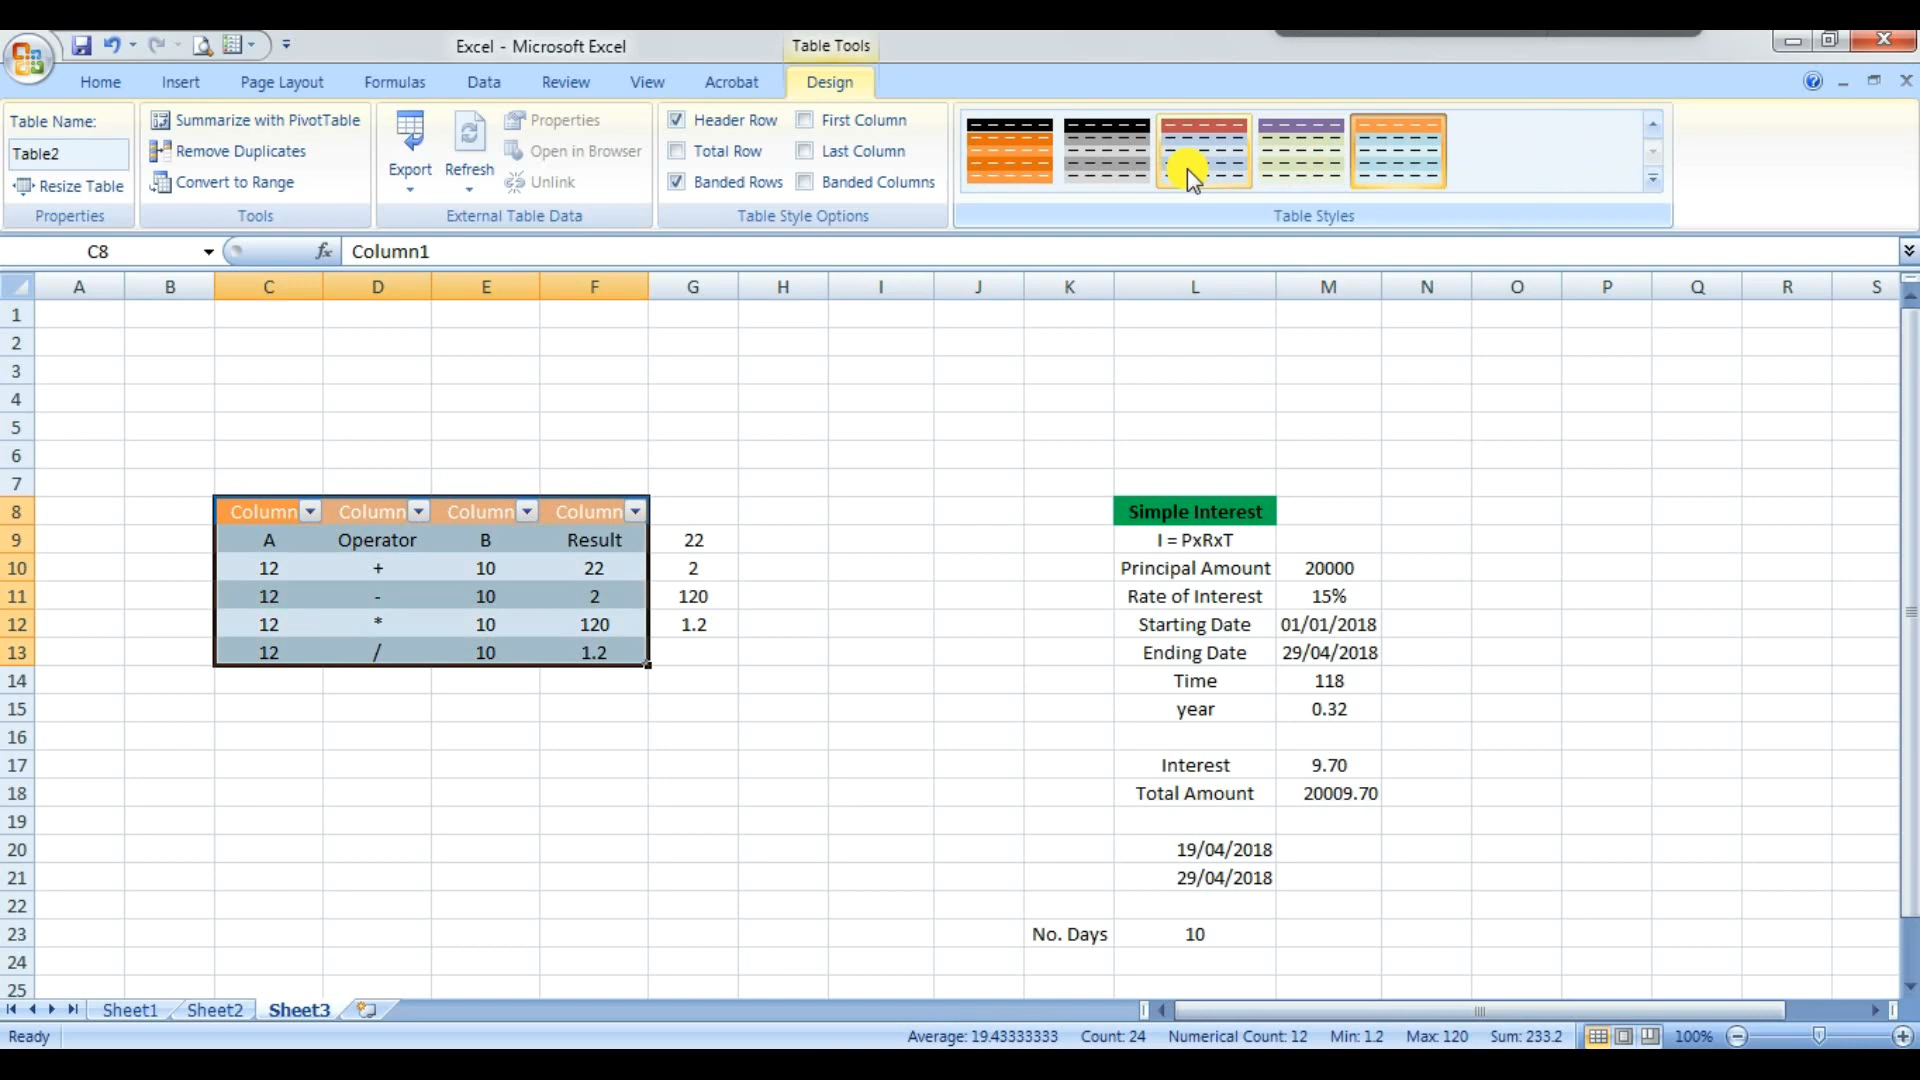 Excel - Microsoft Excel
Table Tools
Home Insert Page Layout Formulas Data Review View Acrobat Design
Table Name:
Table2
Resize Table
Properties
Summarize with PivotTable
Remove Duplicates
Convert to Range
Tools
Export
Refresh
Properties
Open in Browser
Unlink
External Table Data
Header Row
Total Row
Banded Rows
First Column
Last Column
Banded Columns
Table Style Options
Table Styles
C8 fx Column1
A B C D E F G H I J K L M N O P Q R S
1
2
3
4
5
6
7
8 Column Column Column Column Simple Interest
9 A Operator B Result 22 I = PxRxT
10 12 + 10 22 2 Principal Amount 20000
11 12 - 10 2 120 Rate of Interest 15%
12 12 * 10 120 1.2 Starting Date 01/01/2018
13 12 / 10 1.2 Ending Date 29/04/2018
14 Time 118
15 year 0.32
16
17 Interest 9.70
18 Total Amount 20009.70
19
20 19/04/2018
21 29/04/2018
22
23 No. Days 10
24
25
Sheet1 Sheet2 Sheet3
Ready Average: 19.43333333 Count: 24 Numerical Count: 12 Min: 1.2 Max: 120 Sum: 233.2 100%